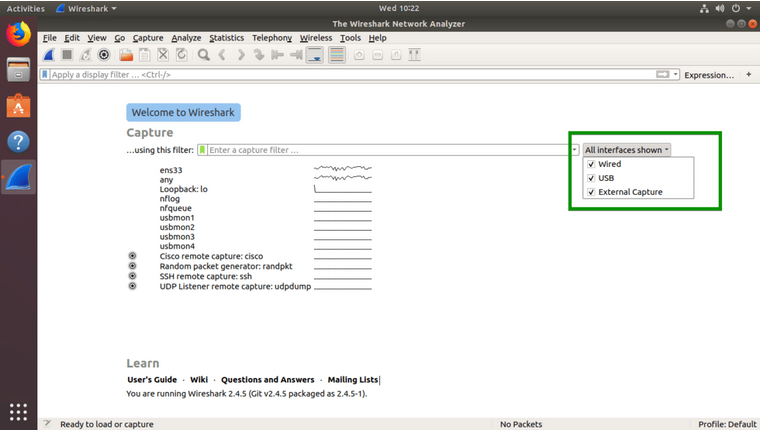 Activities Wireshark Wed 10:22
The Wireshark Network Analyzer
File Edit View Go Capture Analyze Statistics Telephony Wireless Tools Help
Apply a display filter … <Ctrl-/> Expression… +
Welcome to Wireshark
Capture
...using this filter: Enter a capture filter … All interfaces shown
Wired
USB
External Capture
ens33
any
Loopback: lo
nflog
nfqueue
usbmon1
usbmon2
usbmon3
usbmon4
Cisco remote capture: cisco
Random packet generator: randpkt
SSH remote capture: ssh
UDP Listener remote capture: udpdump
Learn
User's Guide · Wiki · Questions and Answers · Mailing Lists
You are running Wireshark 2.4.5 (Git v2.4.5 packaged as 2.4.5-1).
Ready to load or capture No Packets Profile: Default